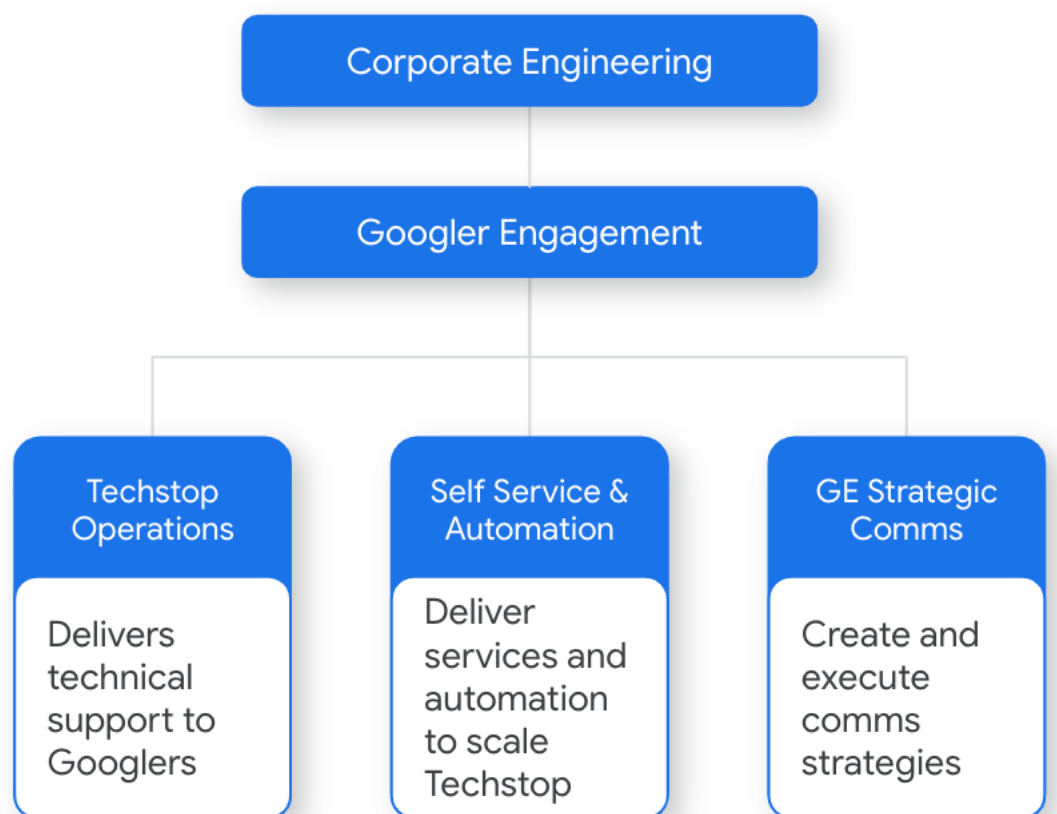 Corporate Engineering
Googler Engagement
Techstop
Operations
Delivers
technical
support to
Googlers
Self Service &
Automation
Deliver
services and
automation
to scale
Techstop
GE Strategic
Comms
Create and
execute
comms
strategies